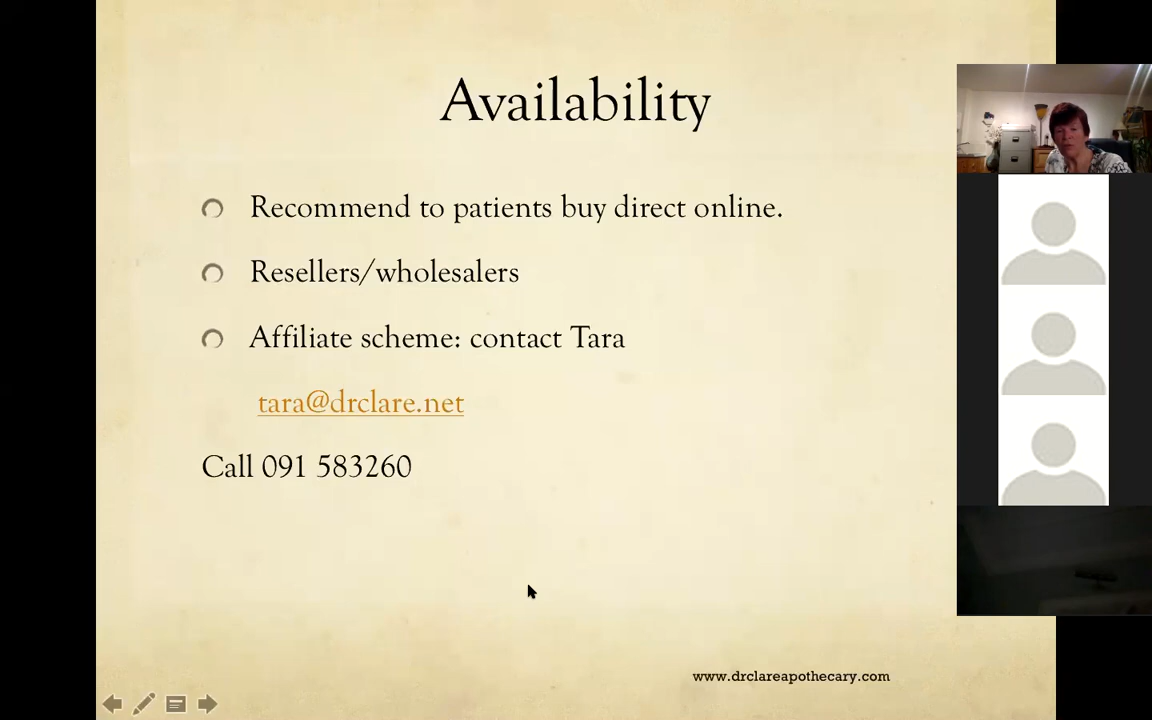 Availability
Recommend to patients buy direct online.
Resellers/wholesalers
Affiliate scheme: contact Tara
tara@drclare.net
Call 091 583260
www.drclareapothecary.com